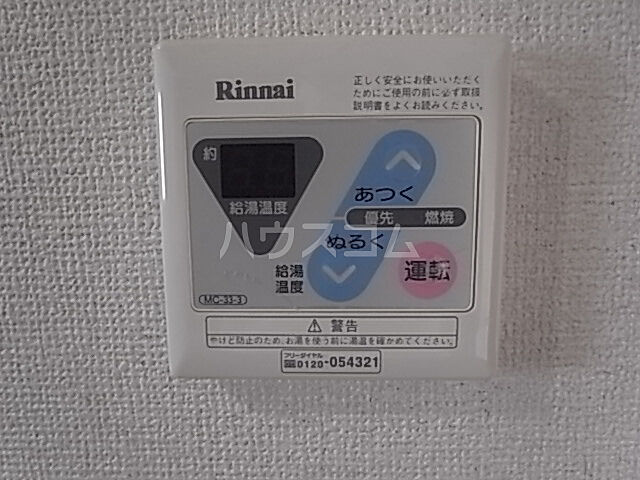 Rinnai
正しく安全にお使いいただく
ためにご使用の前に必ず取扱
説明書をよくお読みください。
約
給湯温度
あつく
優先 燃焼
ハウスコム
ぬるく
給湯
温度
運転
MC-33-3
⚠ 警告
やけど防止のため、お湯を使う前に湯温を確かめてください。
フリーダイヤル
0120-054321